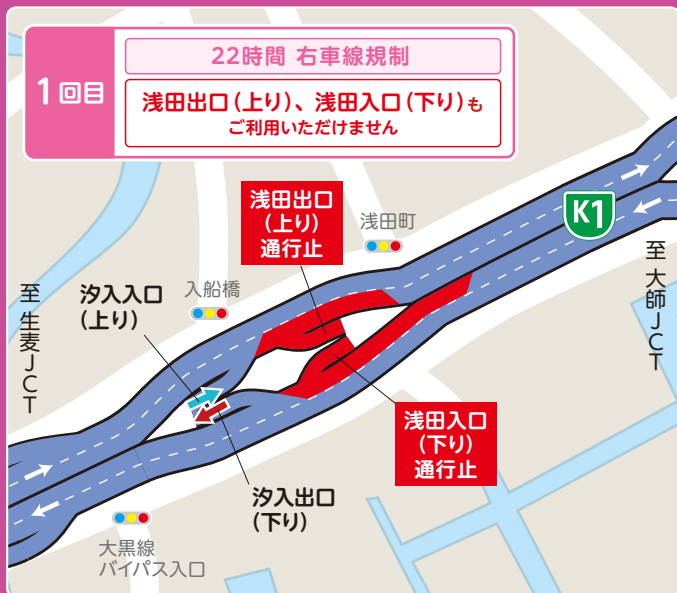 1回目
22時間 右車線規制
浅田出口(上り)、浅田入口(下り)も
ご利用いただけません
浅田出口
(上り)
通行止
浅田町
K1
至 大師JCT
入船橋
汐入入口
(上り)
至 生麦JCT
浅田入口
(下り)
通行止
汐入出口
(下り)
大黒線
バイパス入口